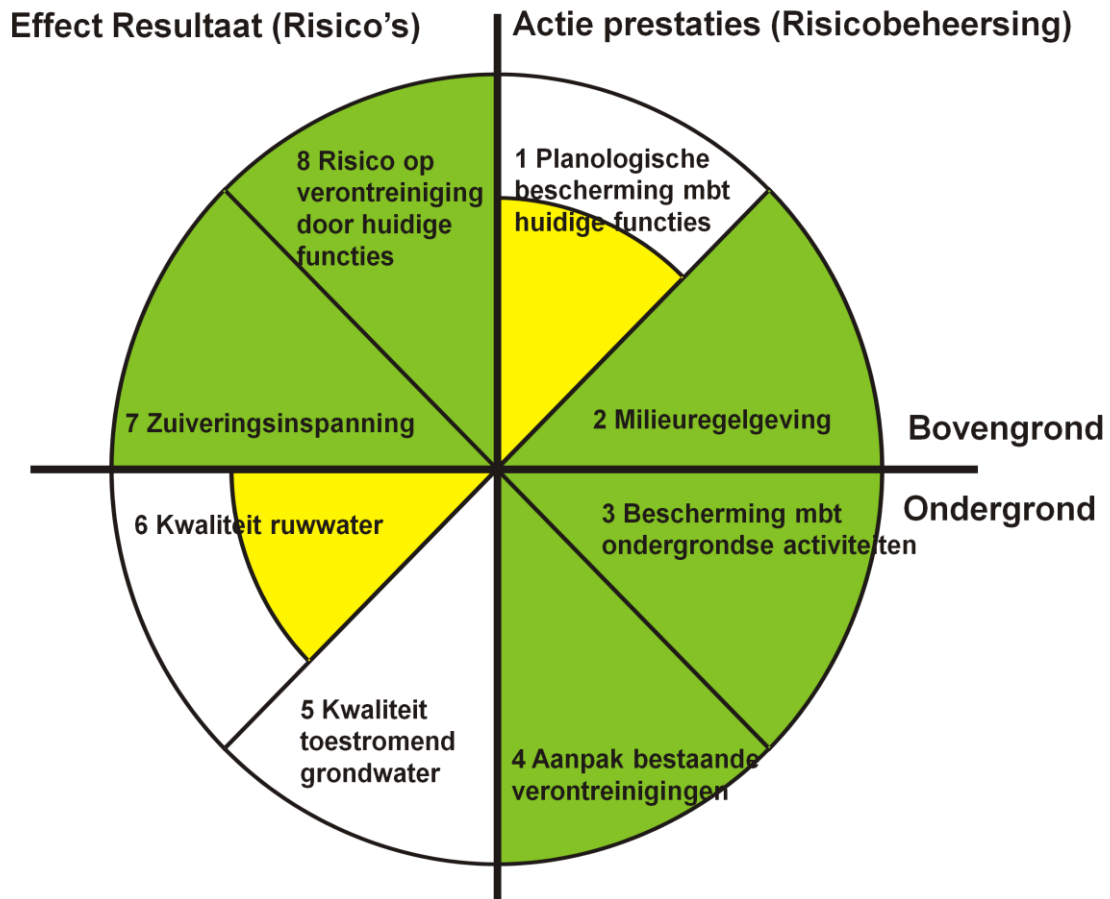 Effect Resultaat (Risico's)
Actie prestaties (Risicobeheersing)
8 Risico op
verontreiniging
door huidige
functies
1 Planologische
bescherming mbt
huidige functies
7 Zuiveringsinspanning
2 Milieuregelgeving
Bovengrond
Ondergrond
6 Kwaliteit ruwwater
3 Bescherming mbt
ondergrondse activiteiten
5 Kwaliteit
toestromend
grondwater
4 Aanpak bestaande
verontreinigingen